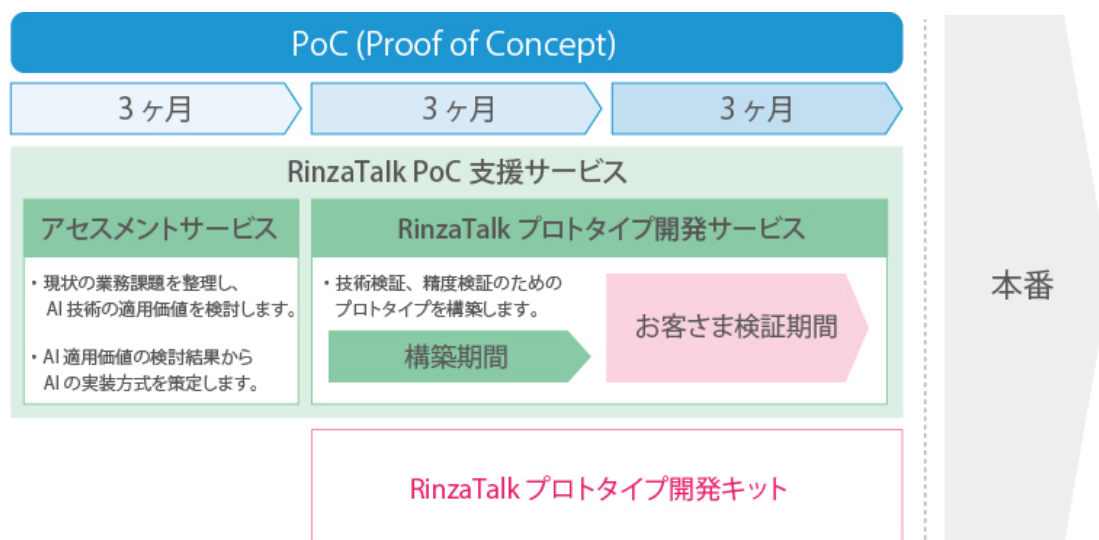 PoC (Proof of Concept)
3ヶ月
3ヶ月
3ヶ月
RinzaTalk PoC 支援サービス
アセスメントサービス
・現状の業務課題を整理し、
AI 技術の適用価値を検討します。
・AI 適用価値の検討結果から
AI の実装方式を策定します。
RinzaTalk プロトタイプ開発サービス
・技術検証、精度検証のための
プロトタイプを構築します。
構築期間
お客さま検証期間
RinzaTalk プロトタイプ開発キット
本番